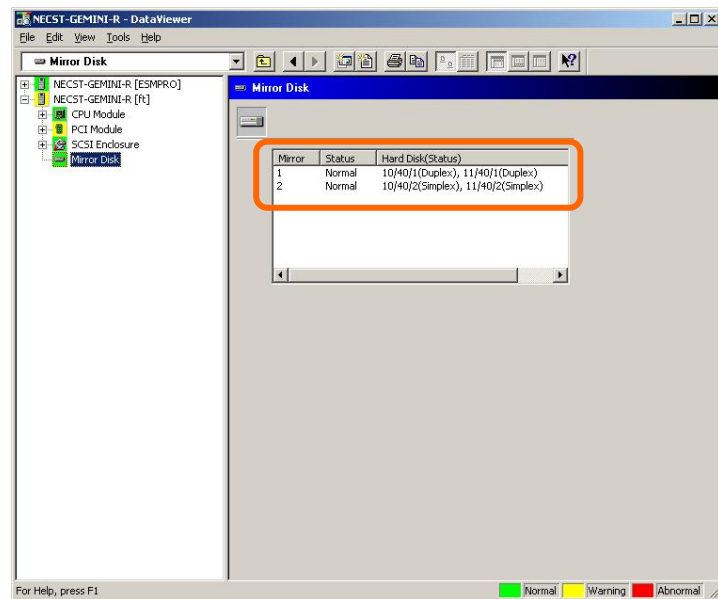 NECST-GEMINI-R - DataViewer
File Edit View Tools Help
Mirror Disk
NECST-GEMINI-R [ESMPRO]
NECST-GEMINI-R [ft]
CPU Module
PCI Module
SCSI Enclosure
Mirror Disk
Mirror Disk
Mirror Status Hard Disk(Status)
1 Normal 10/40/1(Duplex), 11/40/1(Duplex)
2 Normal 10/40/2(Simplex), 11/40/2(Simplex)
For Help, press F1
Normal Warning Abnormal